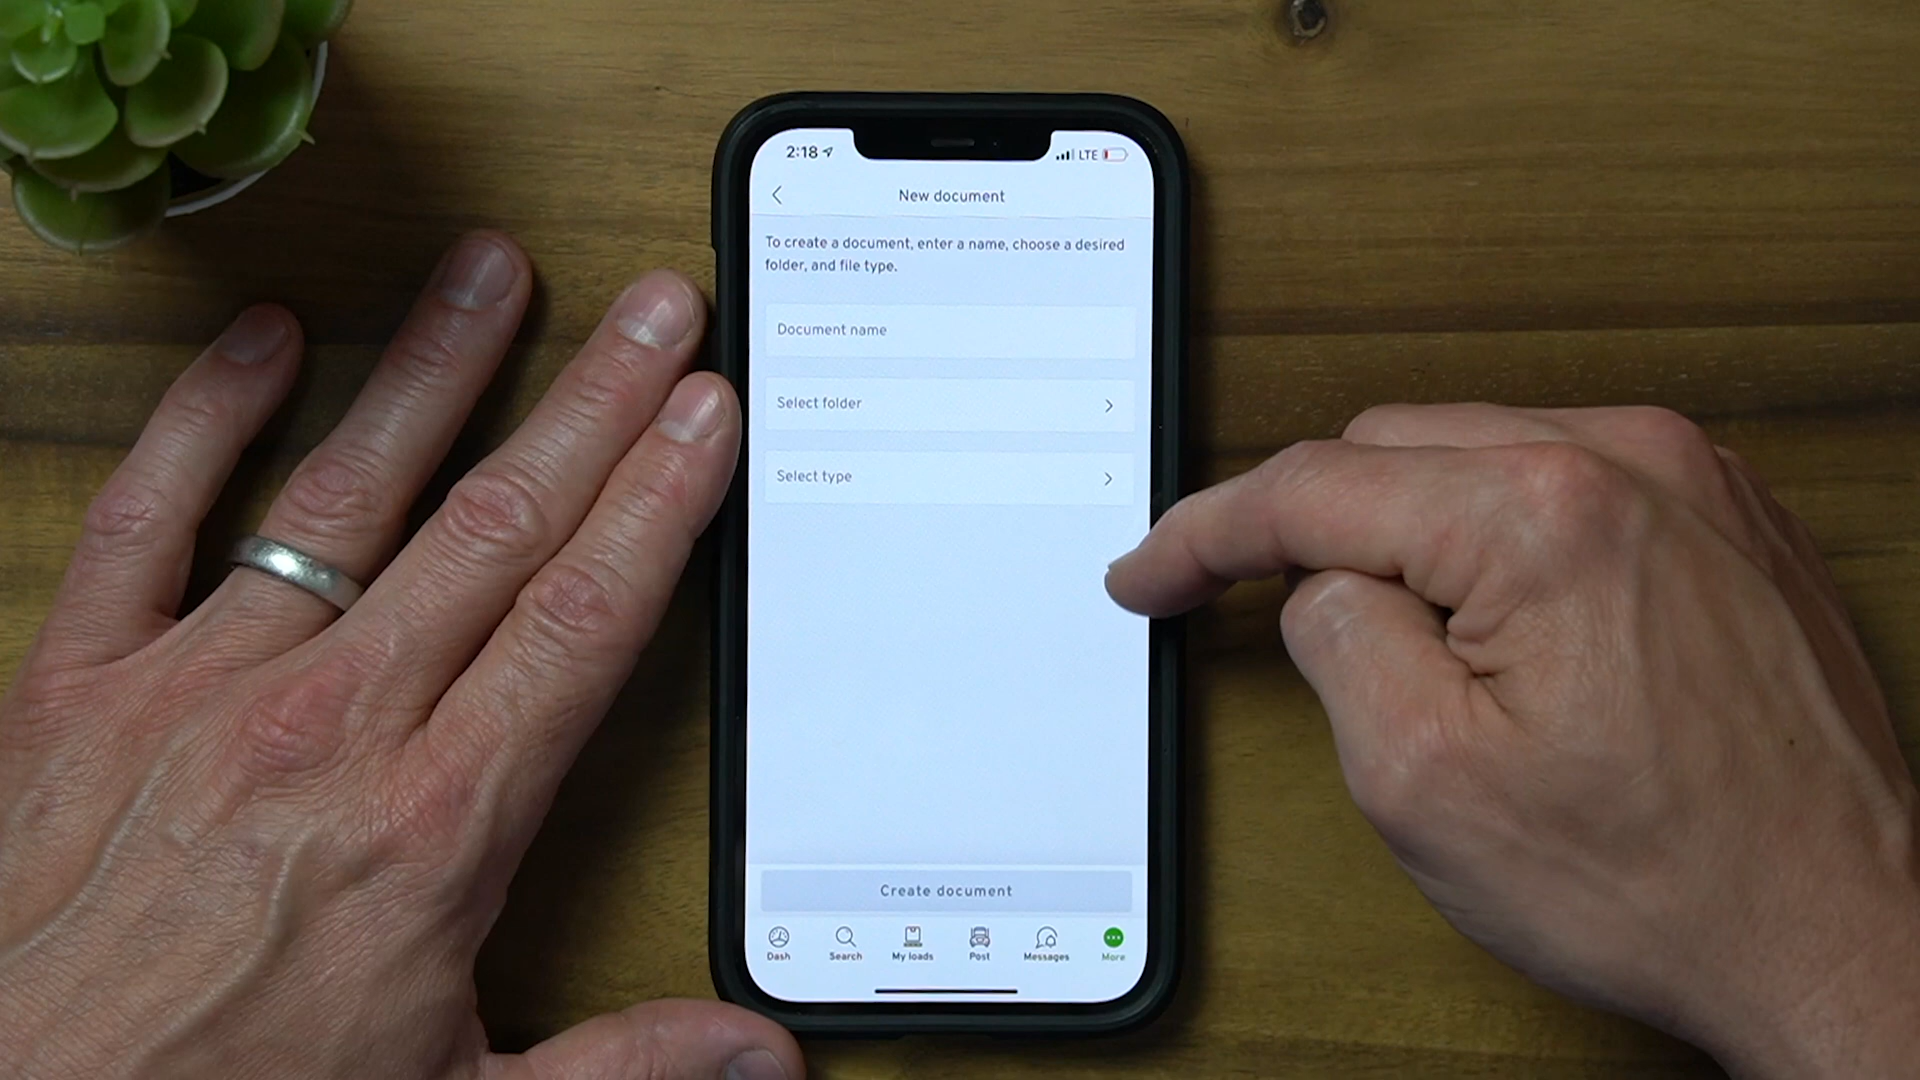 2:18
LTE
New document
To create a document, enter a name, choose a desired
folder, and file type.
Document name
Select folder
Select type
Create document
Dash
Search
My loads
Post
Messages
More